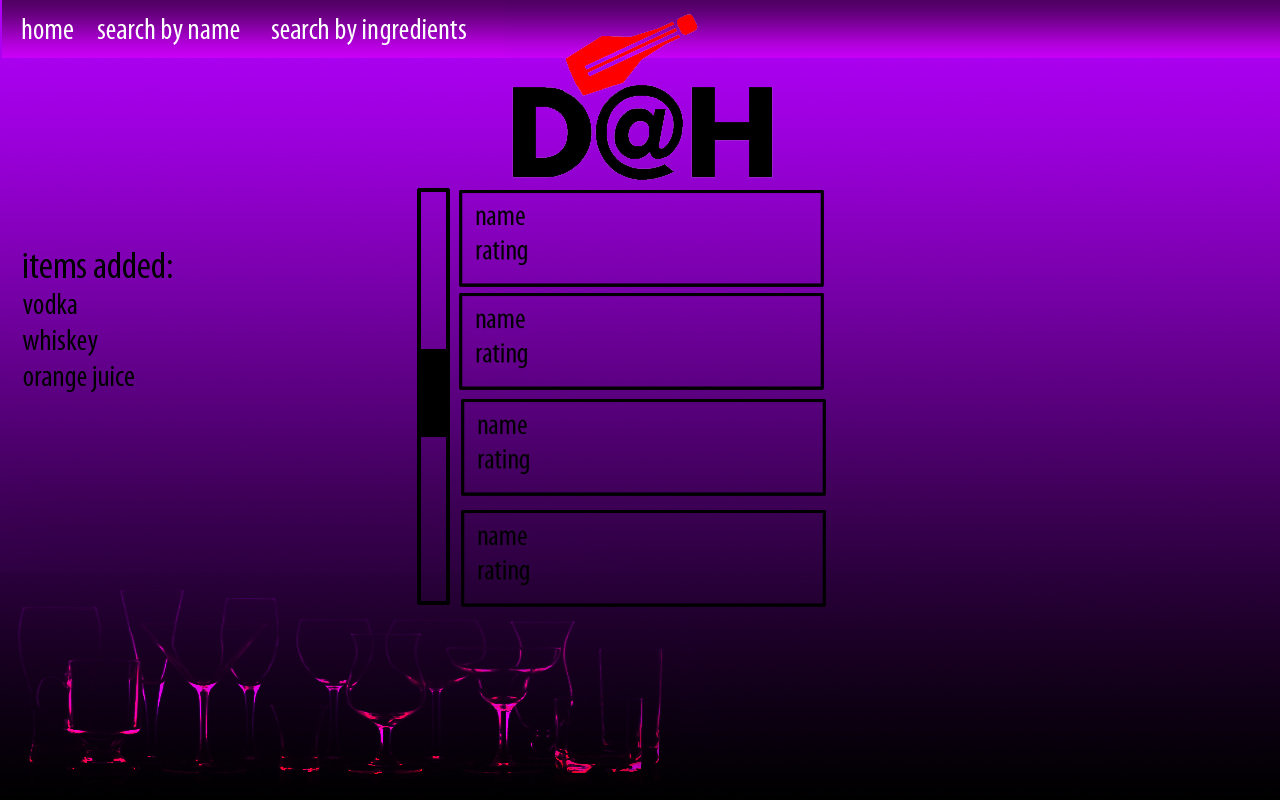 home search by name search by ingredients
D@H
items added:
vodka
whiskey
orange juice
name
rating
name
rating
name
rating
name
rating